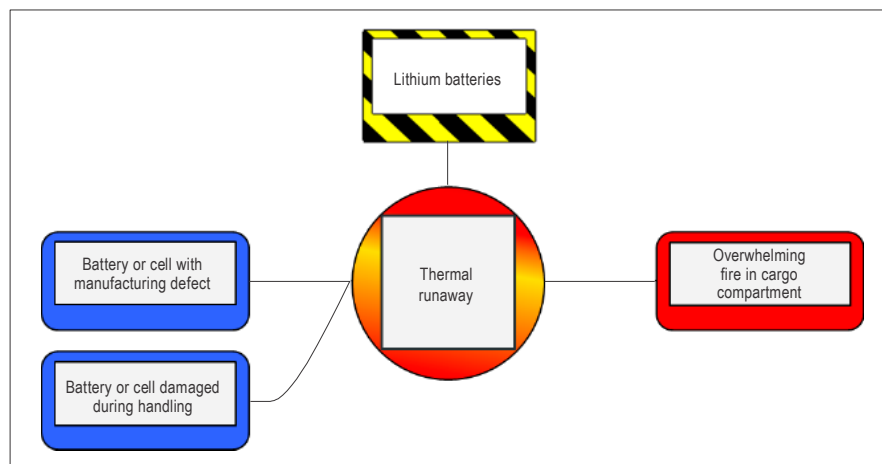 Lithium batteries
Battery or cell with
manufacturing defect
Thermal
runaway
Overwhelming
fire in cargo
compartment
Battery or cell damaged
during handling